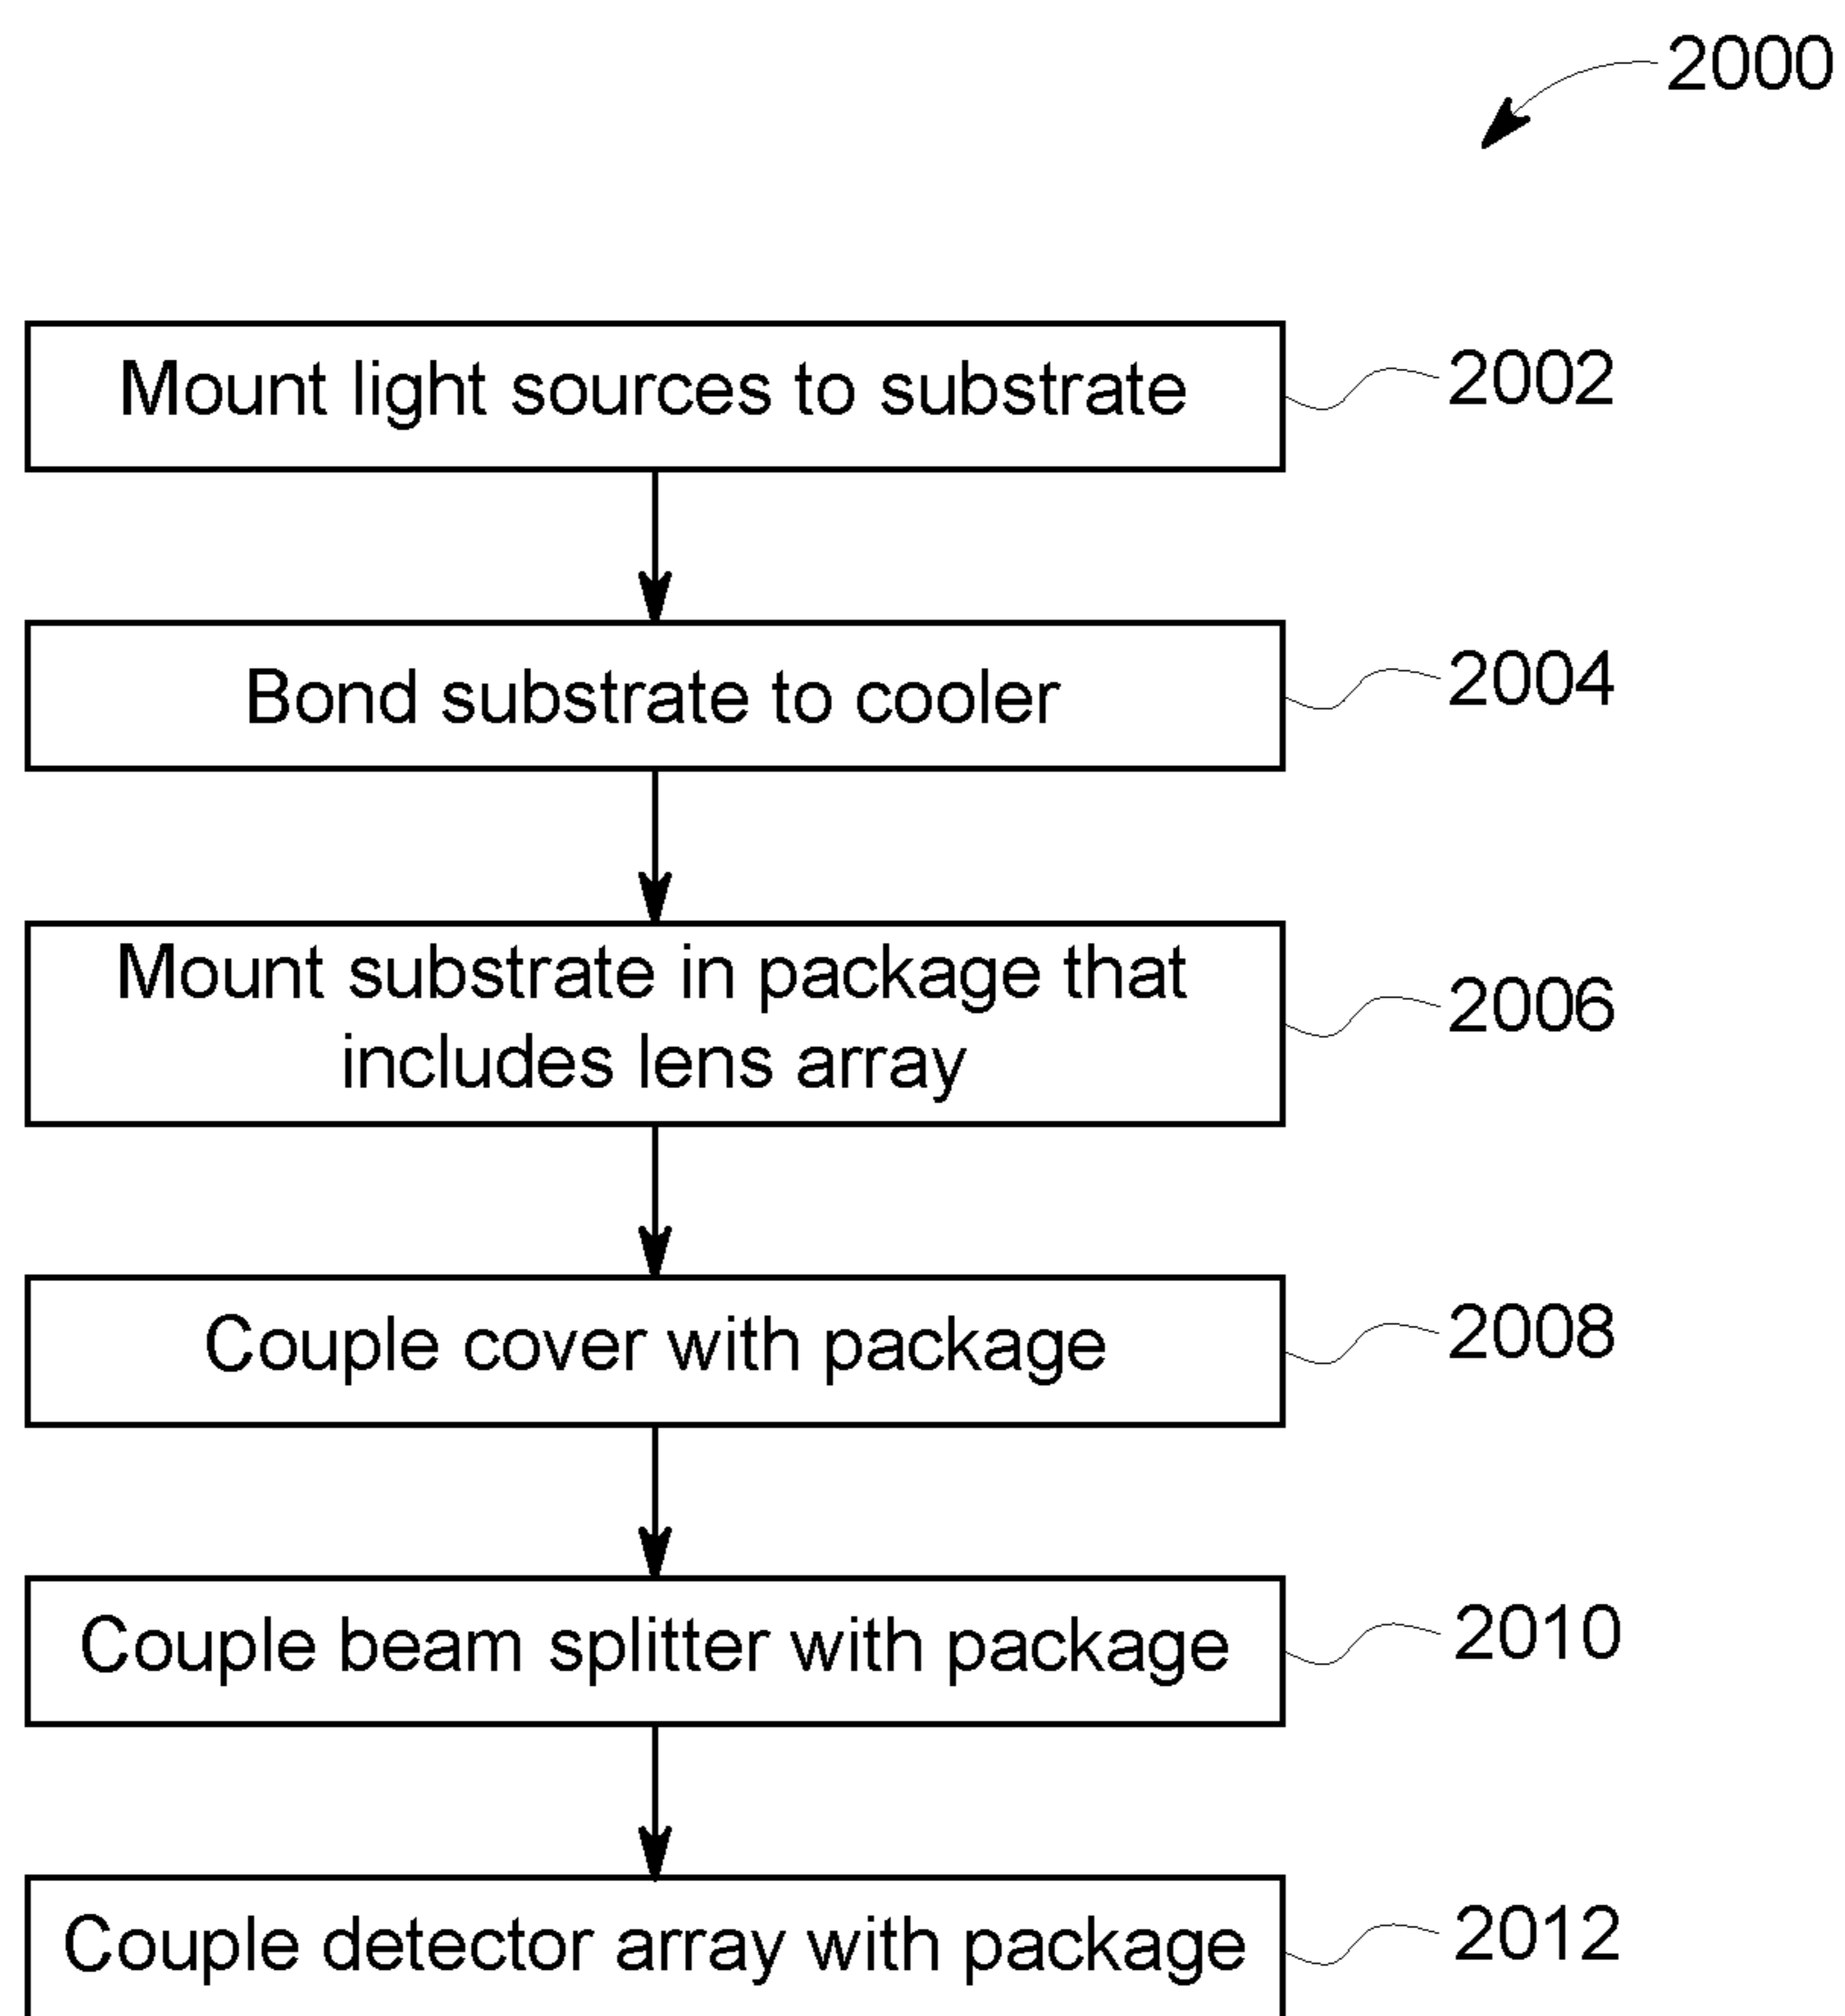 2000
Mount light sources to substrate
2002
Bond substrate to cooler
2004
Mount substrate in package that
includes lens array
2006
Couple cover with package
2008
Couple beam splitter with package
2010
Couple detector array with package
2012